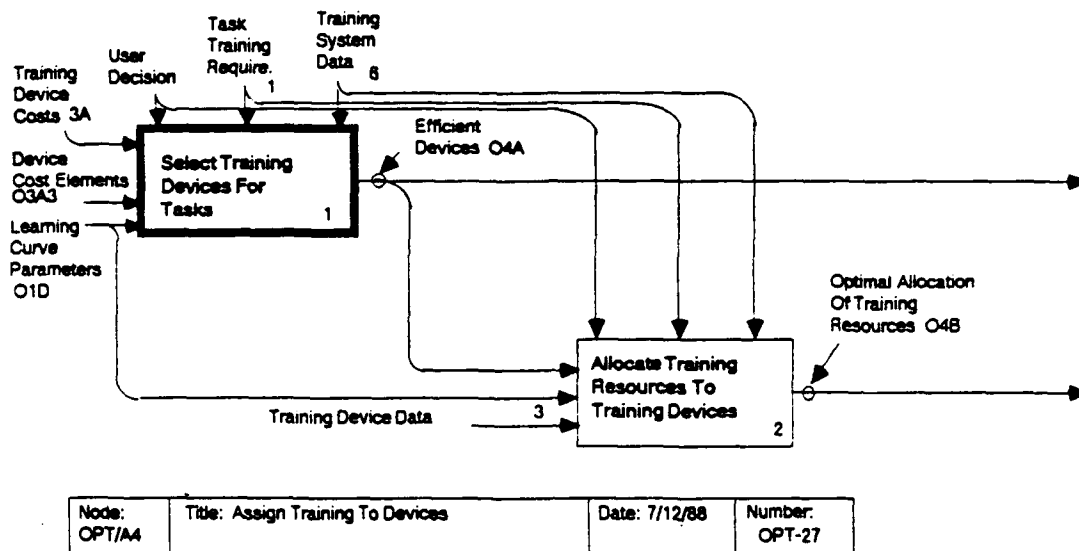 Task
Training
Require.
1
Training
System
Data
6
User
Decision
Training
Device
Costs 3A
Efficient
Devices O4A
Select Training
Devices For
Tasks
1
Device
Cost Elements
O3A3
Learning
Curve
Parameters
O1D
Optimal Allocation
Of Training
Resources O4B
Allocate Training
Resources To
Training Devices
2
Training Device Data
3
Node:
OPT/A4
Title: Assign Training To Devices
Date: 7/12/88
Number:
OPT-27